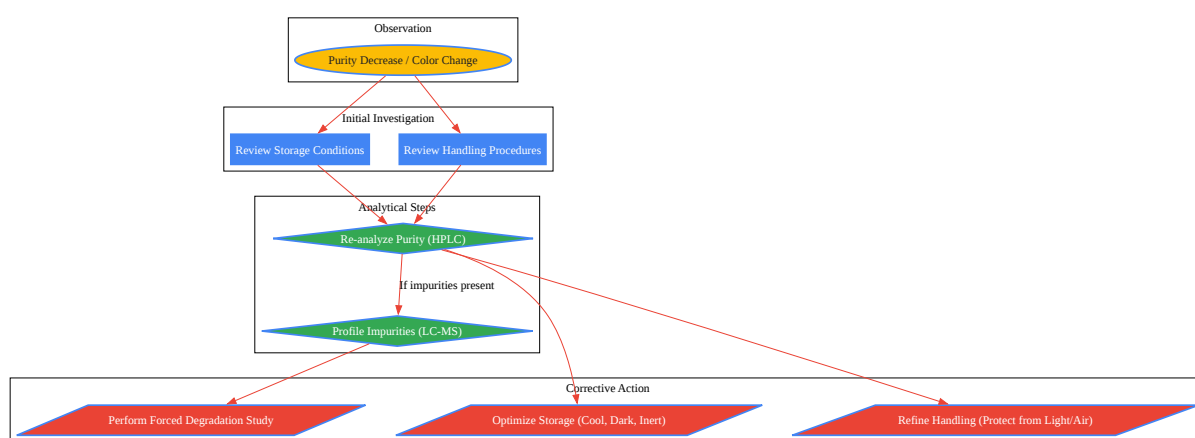 Observation
Purity Decrease / Color Change
Initial Investigation
Review Storage Conditions
Review Handling Procedures
Analytical Steps
Re-analyze Purity (HPLC)
If impurities present
Profile Impurities (LC-MS)
Corrective Action
Perform Forced Degradation Study
Optimize Storage (Cool, Dark, Inert)
Refine Handling (Protect from Light/Air)